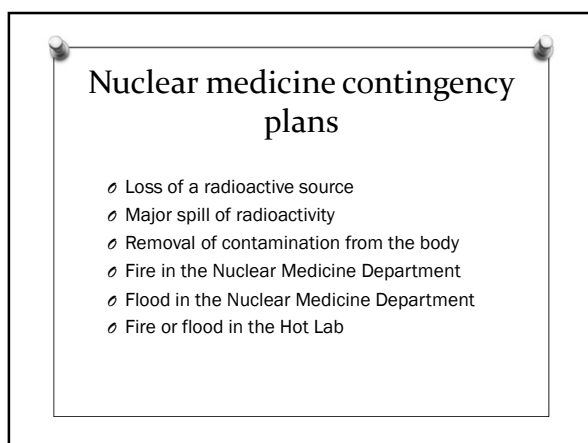 Nuclear medicine contingency
plans
Loss of a radioactive source
Major spill of radioactivity
Removal of contamination from the body
Fire in the Nuclear Medicine Department
Flood in the Nuclear Medicine Department
Fire or flood in the Hot Lab